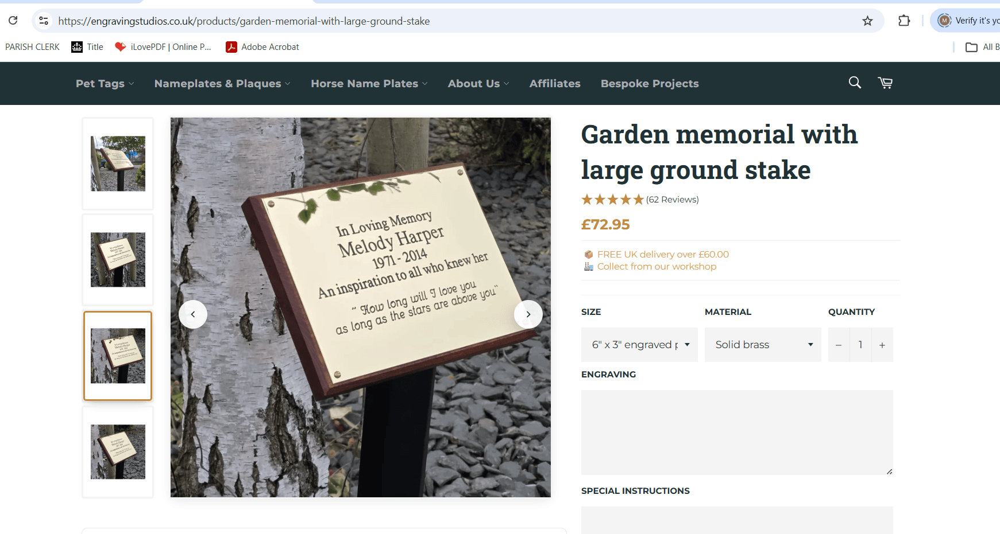 https://engravingstudios.co.uk/products/garden-memorial-with-large-ground-stake
M
Verify it's yo
PARISH CLERK
Title
iLovePDF | Online P...
Adobe Acrobat
All B
Pet Tags
Nameplates & Plaques
Horse Name Plates
About Us
Affiliates
Bespoke Projects
In Loving Memory
Melody Harper
1971 - 2014
An inspiration to all who knew her
" How long will I love you
as long as the stars are above you"
Garden memorial with
large ground stake
(62 Reviews)
£72.95
FREE UK delivery over £60.00
Collect from our workshop
SIZE
MATERIAL
QUANTITY
6" x 3" engraved p
Solid brass
− 1 +
ENGRAVING
SPECIAL INSTRUCTIONS